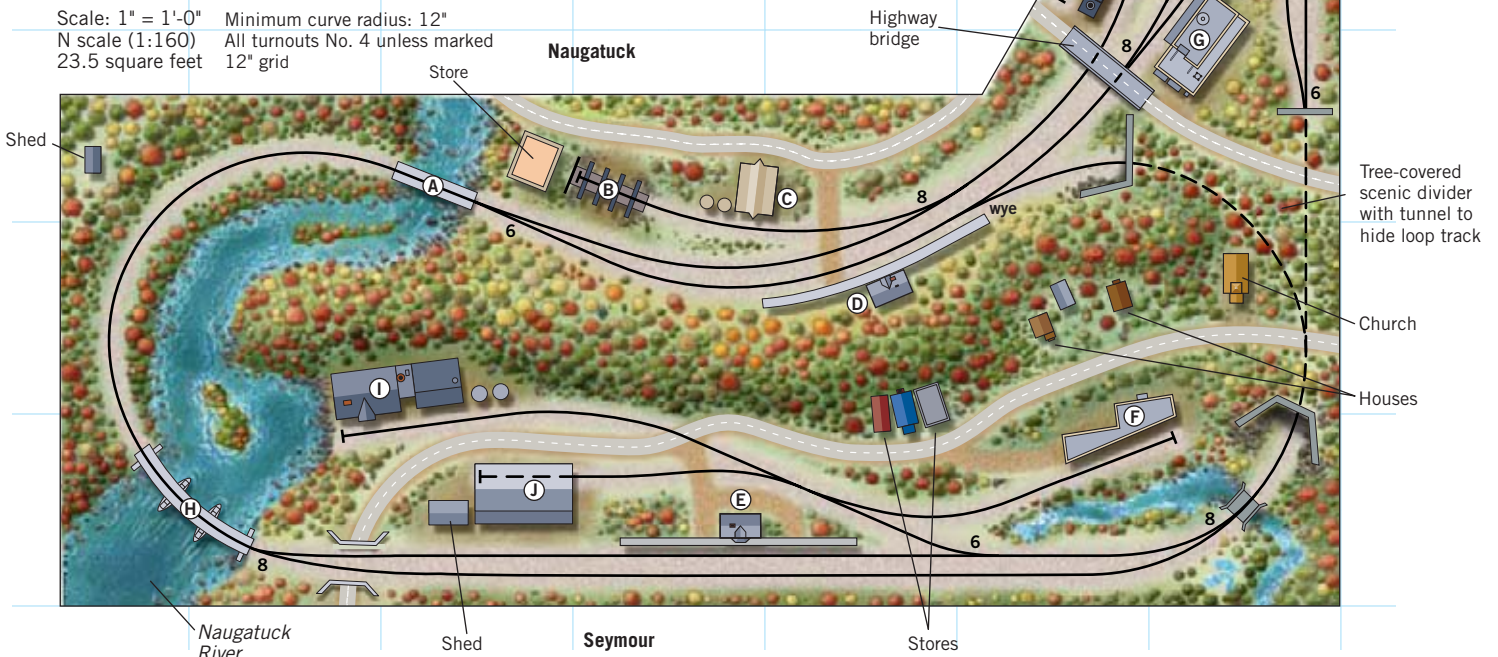 Scale: 1" = 1'-0"
N scale (1:160)
23.5 square feet
Minimum curve radius: 12"
All turnouts No. 4 unless marked
12" grid
Naugatuck
Highway
bridge
8
G
6
Store
Shed
A
B
C
8
wye
6
D
Tree-covered
scenic divider
with tunnel to
hide loop track
Church
Houses
I
F
J
E
H
8
6
8
Naugatuck
River
Shed
Seymour
Stores